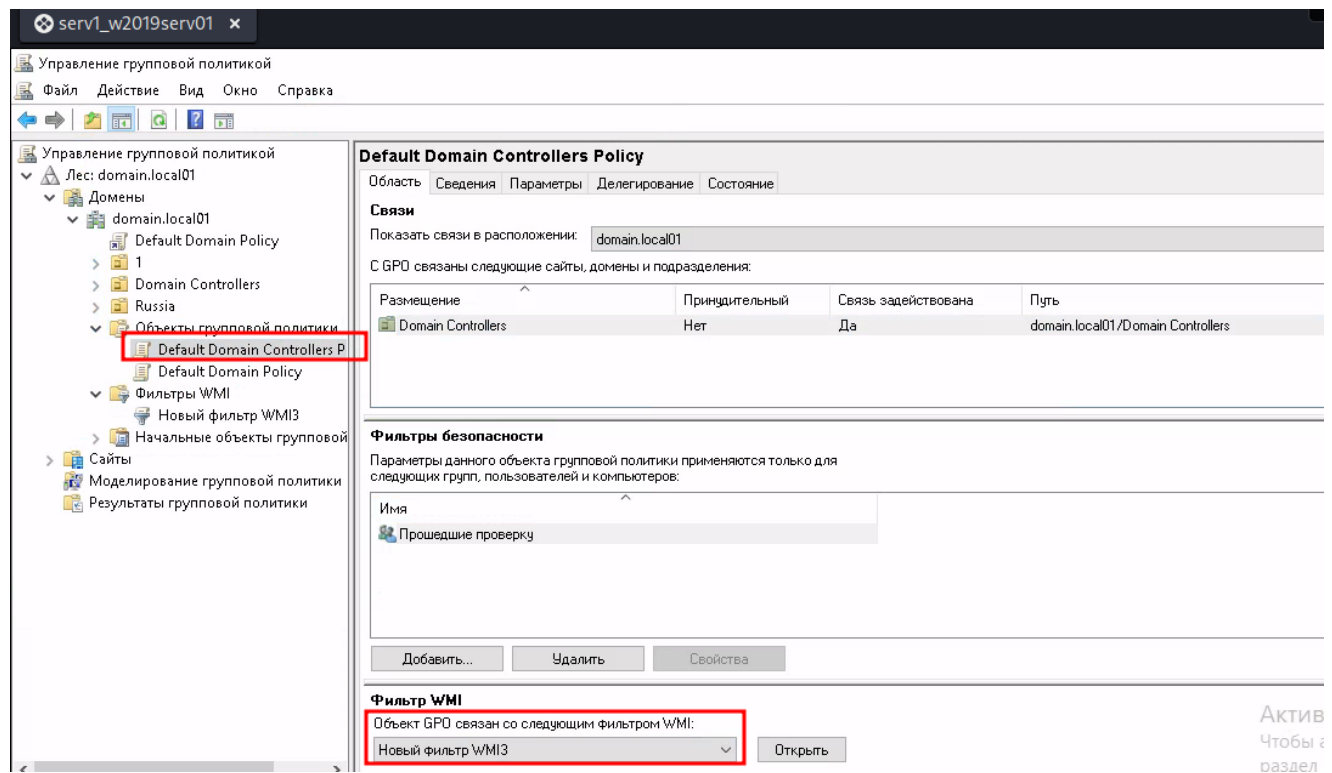 serv1_w2019serv01 ×
Управление групповой политикой
Файл Действие Вид Окно Справка
Управление групповой политикой
Лес: domain.local01
Домены
domain.local01
Default Domain Policy
1
Domain Controllers
Russia
Объекты групповой политики
Default Domain Controllers P
Default Domain Policy
Фильтры WMI
Новый фильтр WMI3
Начальные объекты групповой
Сайты
Моделирование групповой политики
Результаты групповой политики
Default Domain Controllers Policy
Область Сведения Параметры Делегирование Состояние
Связи
Показать связи в расположении: domain.local01
С GPO связаны следующие сайты, домены и подразделения:
Размещение Принудительный Связь задействована Путь
Domain Controllers Нет Да domain.local01/Domain Controllers
Фильтры безопасности
Параметры данного объекта групповой политики применяются только для
следующих групп, пользователей и компьютеров:
Имя
Прошедшие проверку
Добавить... Удалить Свойства
Фильтр WMI
Объект GPO связан со следующим фильтром WMI:
Новый фильтр WMI3 Открыть
Актив
Чтобы а
раздел